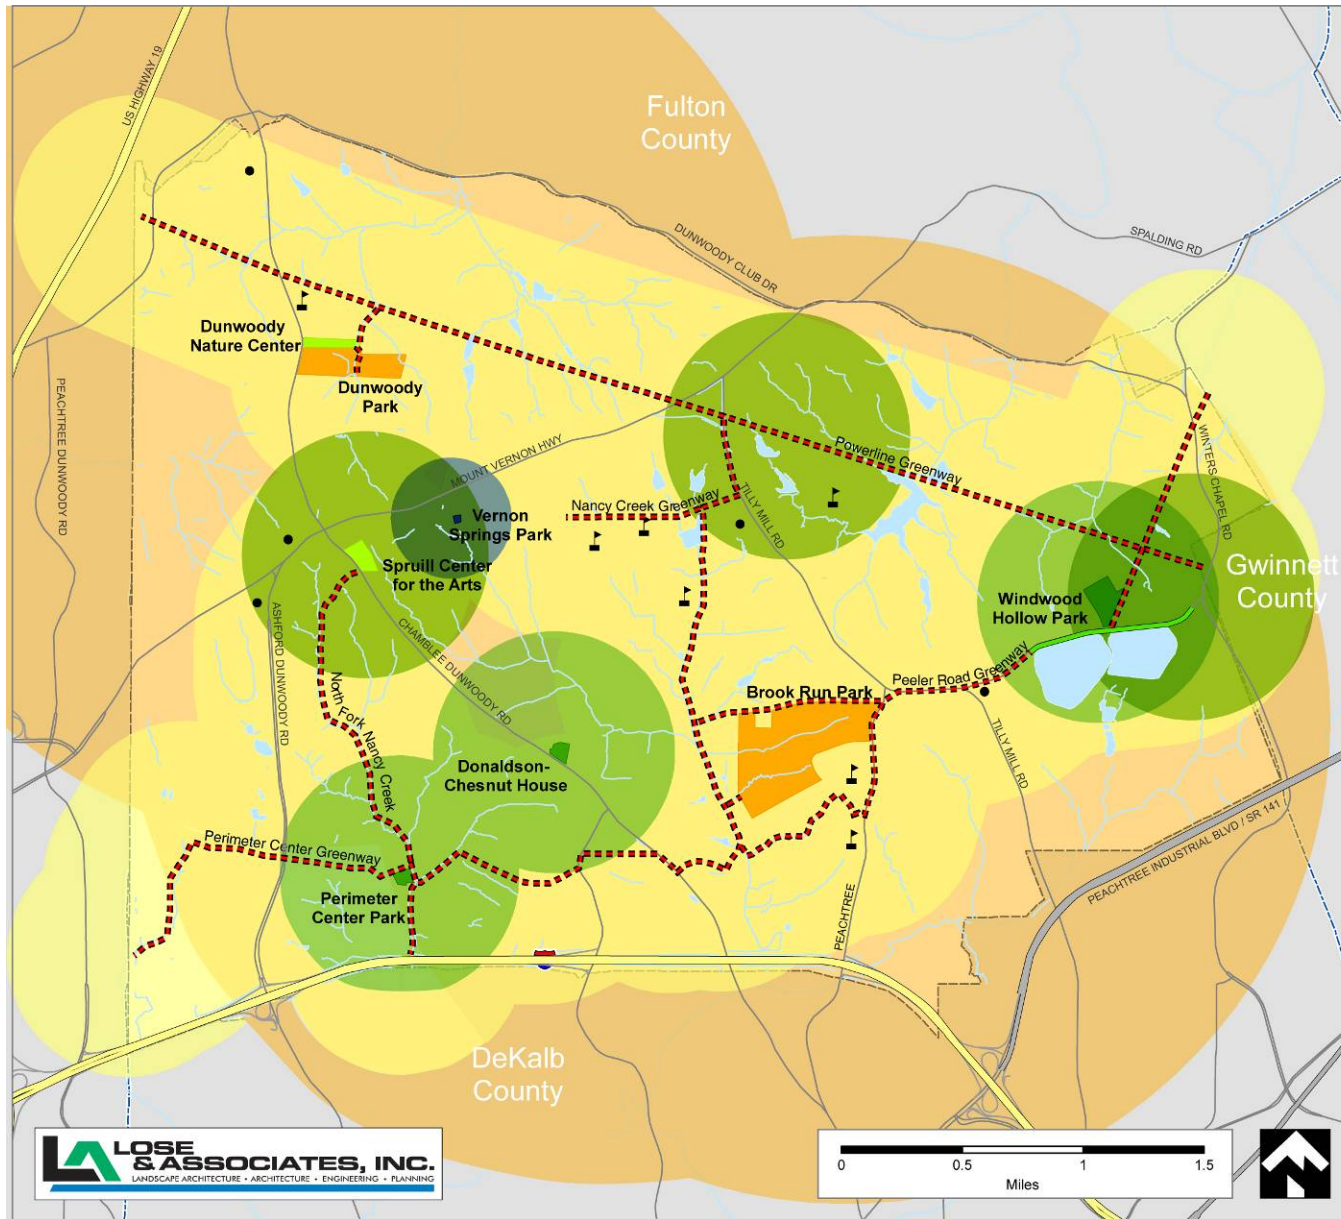 US HIGHWAY 19
Fulton
County
SPALDING RD
DUNWOODY CLUB DR
Dunwoody
Nature Center
Dunwoody
Park
PEACHTREE DUNWOODY RD
MOUNT VERNON HWY
Powerline Greenway
WINTERS CHAPEL RD
Nancy Creek Greenway
TILLY MILL RD
Vernon
Springs Park
Spruill Center
for the Arts
Gwinnett
County
Windwood
Hollow Park
ASHFORD DUNWOODY RD
CHAMBLEE DUNWOODY RD
Peeler Road Greenway
North Fork Nancy Creek
Brook Run Park
TILLY MILL RD
Donaldson-
Chesnut House
Perimeter Center Greenway
PEACHTREE INDUSTRIAL BLVD / SR 141
Perimeter
Center Park
PEACHTREE
DeKalb
County
LA LOSE
& ASSOCIATES, INC.
LANDSCAPE ARCHITECTURE • ARCHITECTURE • ENGINEERING • PLANNING
0 0.5 1 1.5
Miles